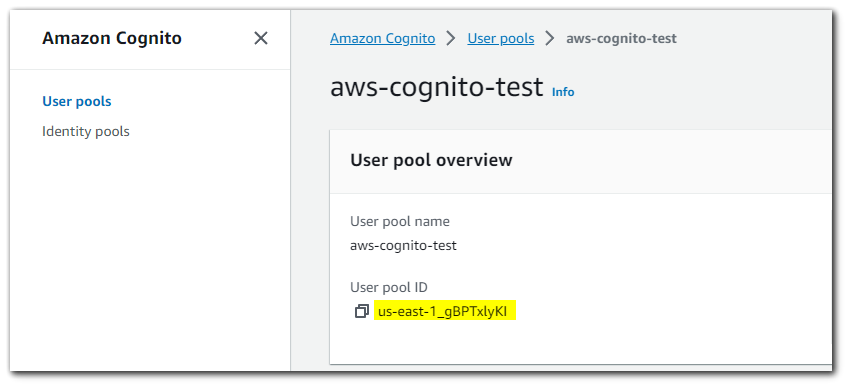 Amazon Cognito
User pools
Identity pools
Amazon Cognito > User pools > aws-cognito-test
aws-cognito-test Info
User pool overview
User pool name
aws-cognito-test
User pool ID
us-east-1_gBPTxlyKI